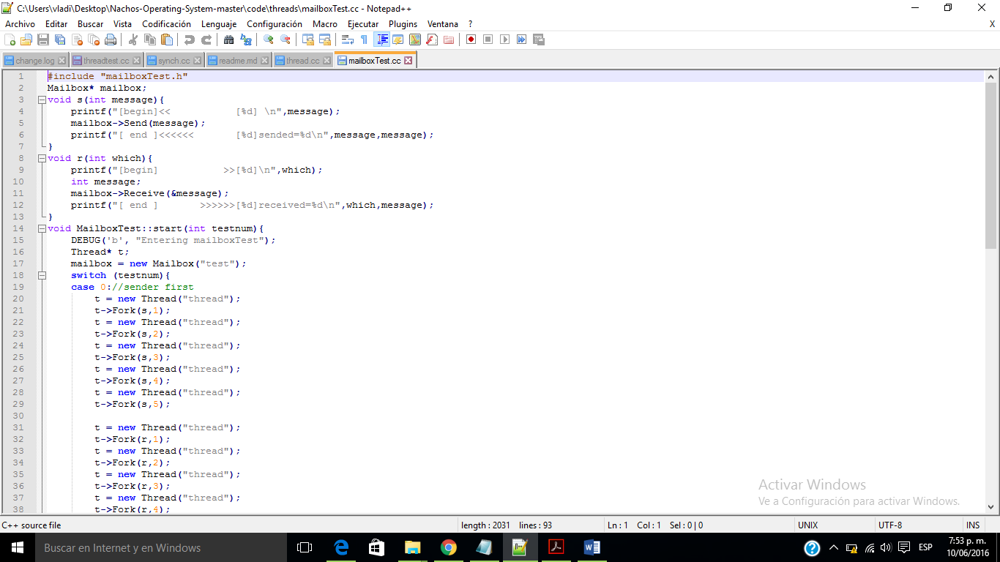 C:\Users\vladi\Desktop\Nachos-Operating-System-master\code\threads\mailboxTest.cc - Notepad++
Archivo Editar Buscar Vista Codificación Lenguaje Configuración Macro Ejecutar Plugins Ventana ? X
change.log threadtest.cc synch.cc readme.md thread.cc mailboxTest.cc
1 #include "mailboxTest.h"
2 Mailbox* mailbox;
3 void s(int message){
4     printf("[begin]<<           [%d] \n",message);
5     mailbox->Send(message);
6     printf("[ end ]<<<<<<       [%d]sended=%d\n",message,message);
7 }
8 void r(int which){
9     printf("[begin]           >>[%d]\n",which);
10     int message;
11     mailbox->Receive(&message);
12     printf("[ end ]       >>>>>>[%d]received=%d\n",which,message);
13 }
14 void MailboxTest::start(int testnum){
15     DEBUG('b', "Entering mailboxTest");
16     Thread* t;
17     mailbox = new Mailbox("test");
18     switch (testnum){
19     case 0://sender first
20         t = new Thread("thread");
21         t->Fork(s,1);
22         t = new Thread("thread");
23         t->Fork(s,2);
24         t = new Thread("thread");
25         t->Fork(s,3);
26         t = new Thread("thread");
27         t->Fork(s,4);
28         t = new Thread("thread");
29         t->Fork(s,5);
30
31         t = new Thread("thread");
32         t->Fork(r,1);
33         t = new Thread("thread");
34         t->Fork(r,2);
35         t = new Thread("thread");
36         t->Fork(r,3);
37         t = new Thread("thread");
38         t->Fork(r,4);
Activar Windows
Ve a Configuración para activar Windows.
C++ source file length : 2031 lines : 93 Ln : 1 Col : 1 Sel : 0 | 0 UNIX UTF-8 INS
Buscar en Internet y en Windows
ESP
7:53 p. m.
10/06/2016